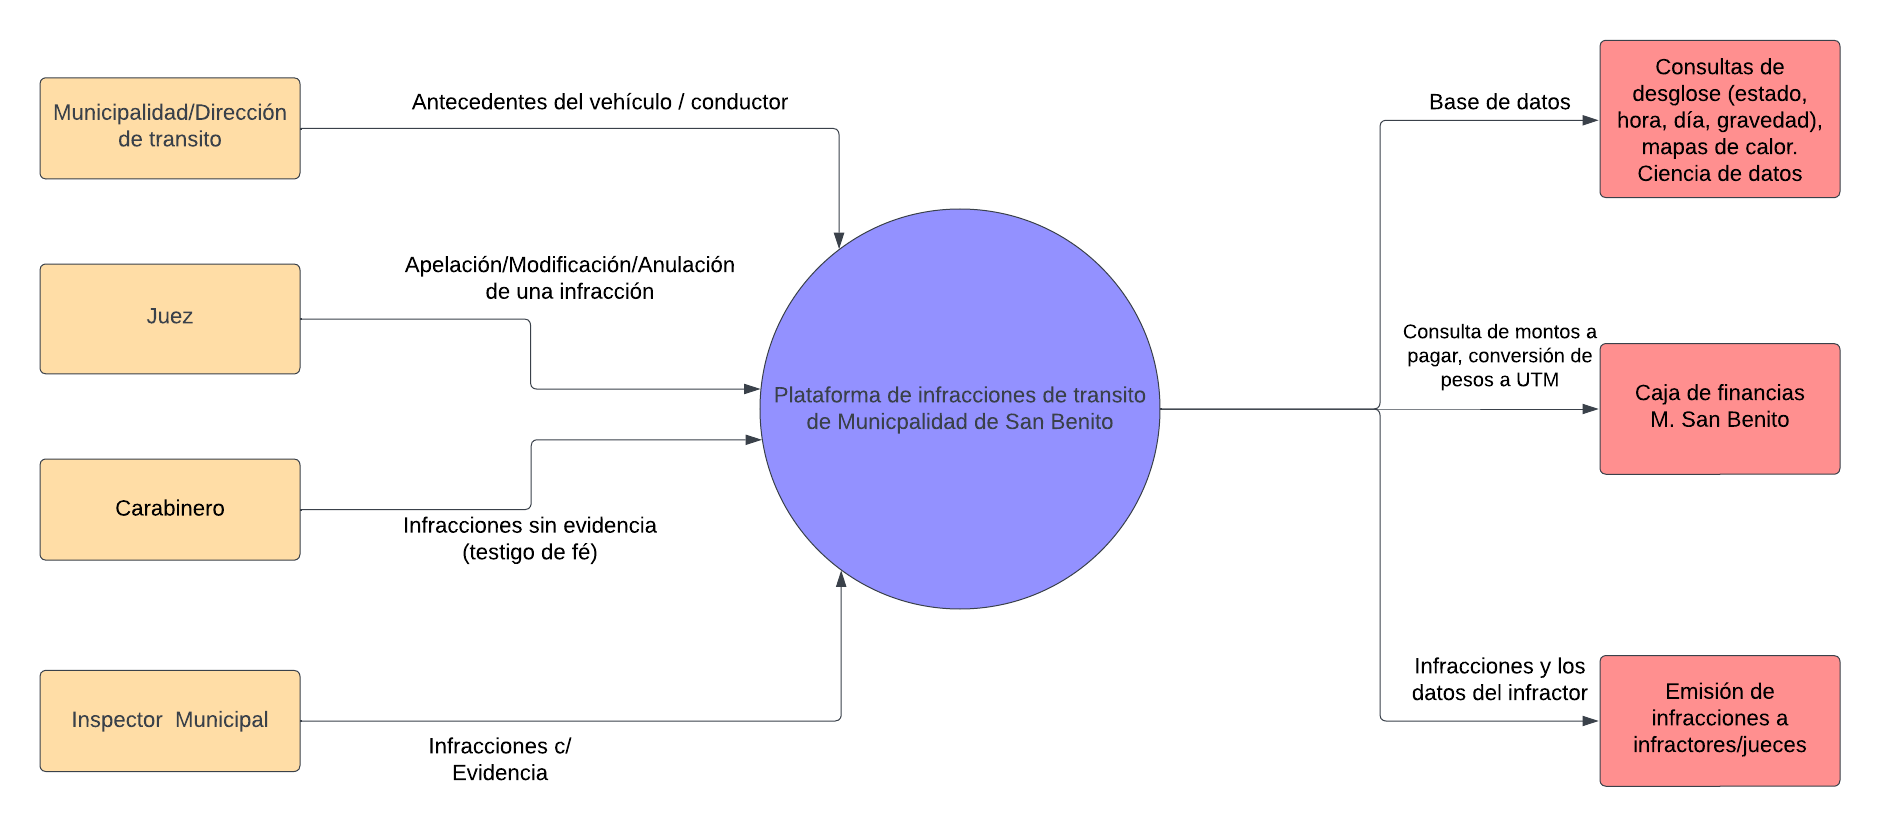 Municipalidad/Dirección
de transito
Antecedentes del vehículo / conductor
Juez
Apelación/Modificación/Anulación
de una infracción
Carabinero
Infracciones sin evidencia
(testigo de fé)
Inspector  Municipal
Infracciones c/
Evidencia
Plataforma de infracciones de transito
de Municpalidad de San Benito
Base de datos
Consultas de
desglose (estado,
hora, día, gravedad),
mapas de calor.
Ciencia de datos
Consulta de montos a
pagar, conversión de
pesos a UTM
Caja de financias
M. San Benito
Infracciones y los
datos del infractor
Emisión de
infracciones a
infractores/jueces